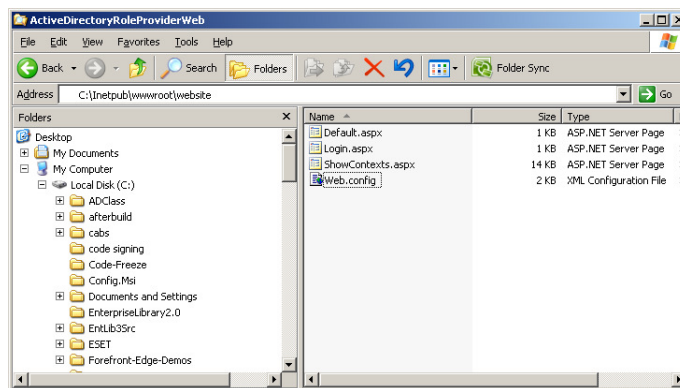 ActiveDirectoryRoleProviderWeb
File Edit View Favorites Tools Help
Back Search Folders Folder Sync
Address C:\Inetpub\wwwroot\website Go
Folders
Desktop
My Documents
My Computer
Local Disk (C:)
ADClass
afterbuild
cabs
code signing
Code-Freeze
Config.Msi
Documents and Settings
EnterpriseLibrary2.0
EntLib3Src
ESET
Forefront-Edge-Demos
Name Size Type
Default.aspx 1 KB ASP.NET Server Page
Login.aspx 1 KB ASP.NET Server Page
ShowContexts.aspx 14 KB ASP.NET Server Page
Web.config 2 KB XML Configuration File